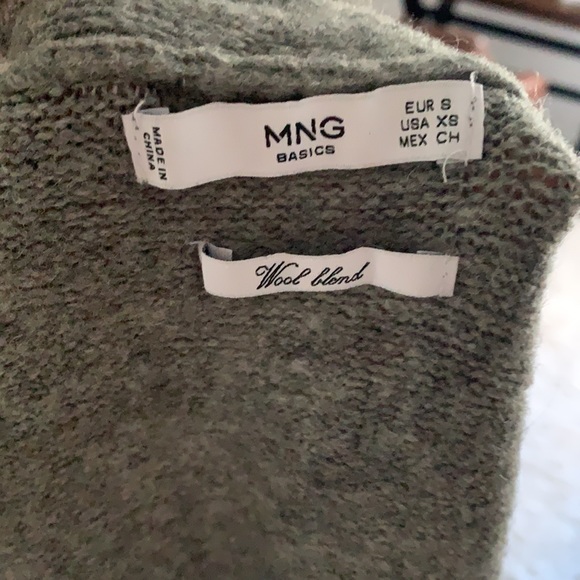 MADE IN
CHINA
MNG
BASICS
EUR S
USA XS
MEX CH
Wool blend